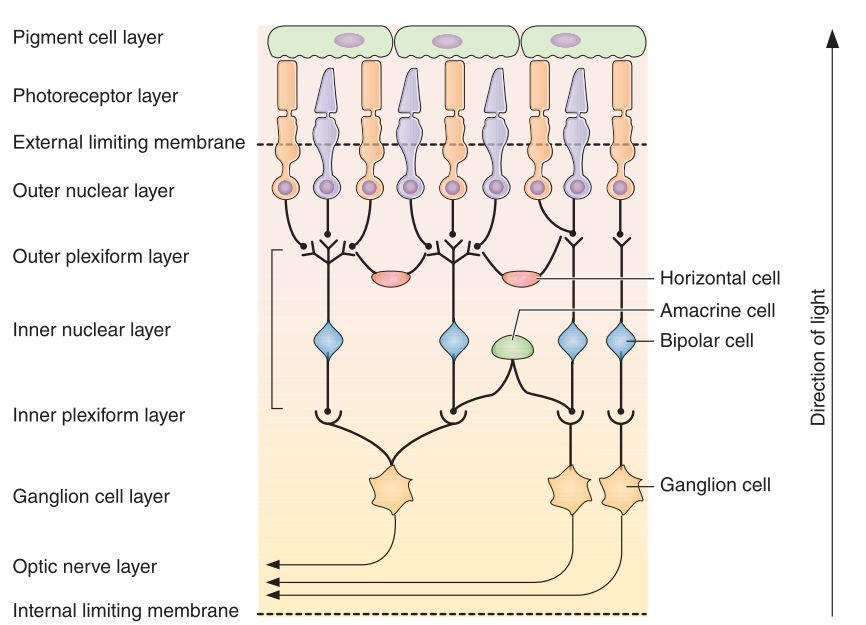 Pigment cell layer
Photoreceptor layer
External limiting membrane
Outer nuclear layer
Outer plexiform layer
Inner nuclear layer
Inner plexiform layer
Ganglion cell layer
Optic nerve layer
Internal limiting membrane
Horizontal cell
Amacrine cell
Bipolar cell
Ganglion cell
Direction of light